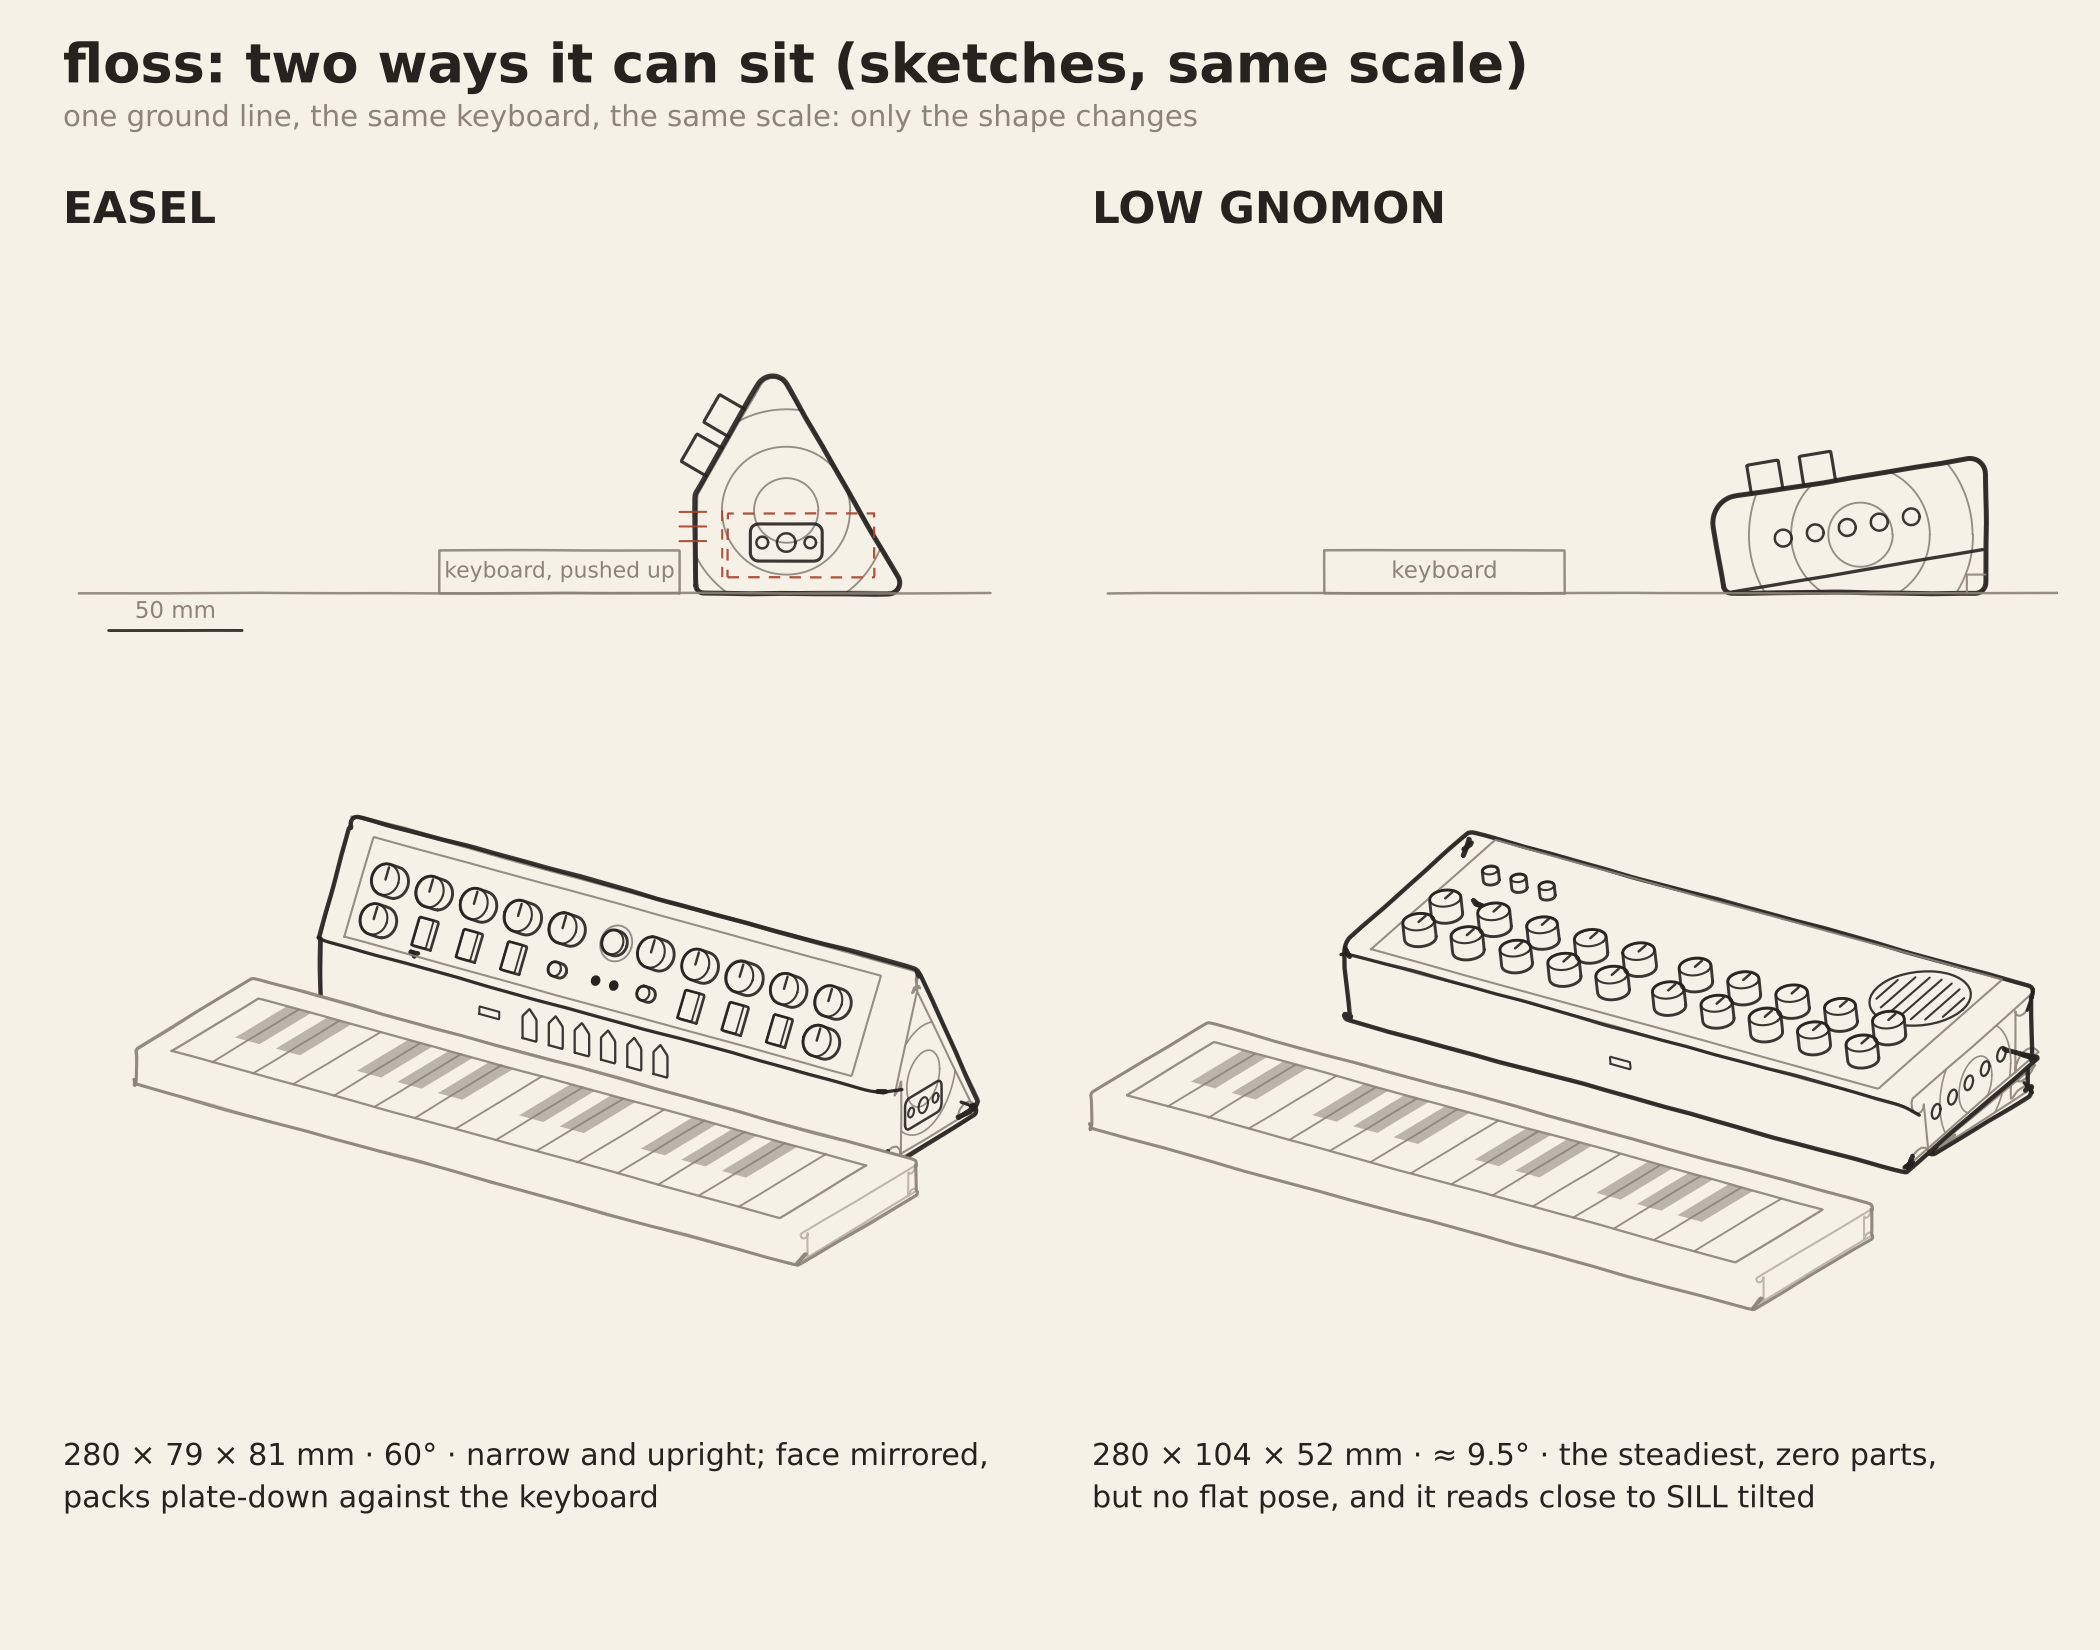 floss: two ways it can sit (sketches, same scale)
one ground line, the same keyboard, the same scale: only the shape changes
EASEL
LOW GNOMON
keyboard, pushed up
50 mm
keyboard
280 × 79 × 81 mm · 60° · narrow and upright; face mirrored,
packs plate-down against the keyboard
280 × 104 × 52 mm · ≈ 9.5° · the steadiest, zero parts,
but no flat pose, and it reads close to SILL tilted